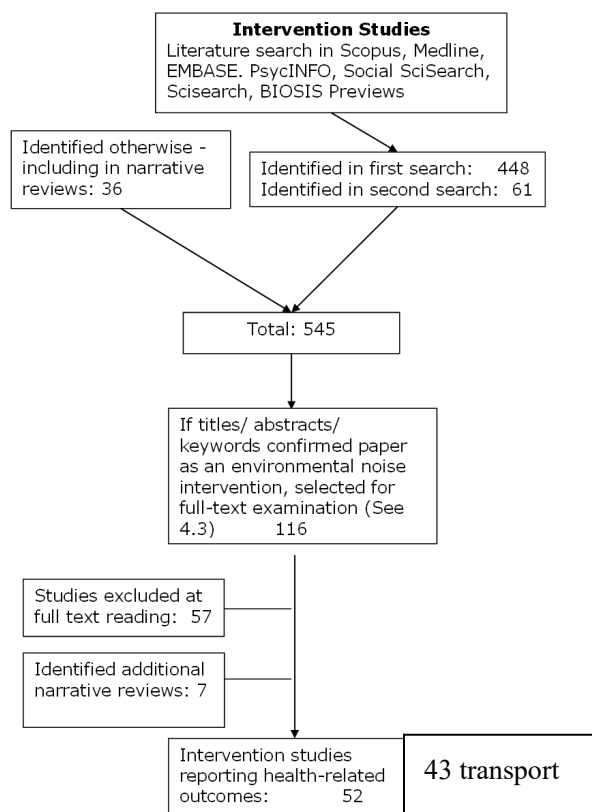 Intervention Studies
Literature search in Scopus, Medline,
EMBASE. PsycINFO, Social SciSearch,
Scisearch, BIOSIS Previews
Identified otherwise -
including in narrative
reviews: 36
Identified in first search: 448
Identified in second search: 61
Total: 545
If titles/ abstracts/
keywords confirmed paper
as an environmental noise
intervention, selected for
full-text examination (See
4.3) 116
Studies excluded at
full text reading: 57
Identified additional
narrative reviews: 7
Intervention studies
reporting health-related
outcomes: 52
43 transport